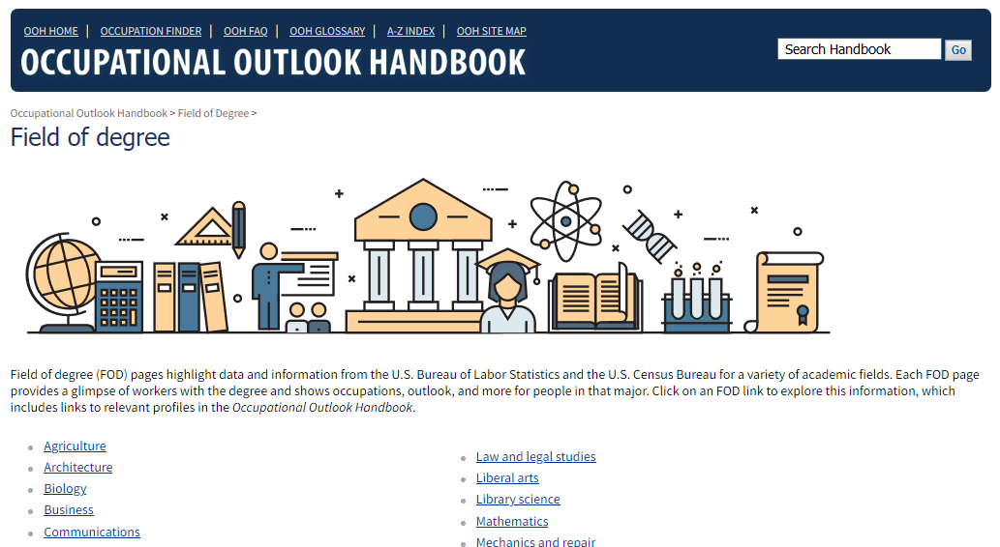 OOH HOME | OCCUPATION FINDER | OOH FAQ | OOH GLOSSARY | A-Z INDEX | OOH SITE MAP
OCCUPATIONAL OUTLOOK HANDBOOK
Search Handbook Go
Occupational Outlook Handbook > Field of Degree >
Field of degree
Field of degree (FOD) pages highlight data and information from the U.S. Bureau of Labor Statistics and the U.S. Census Bureau for a variety of academic fields. Each FOD page
provides a glimpse of workers with the degree and shows occupations, outlook, and more for people in that major. Click on an FOD link to explore this information, which
includes links to relevant profiles in the Occupational Outlook Handbook.
Agriculture
Architecture
Biology
Business
Communications
Law and legal studies
Liberal arts
Library science
Mathematics
Mechanics and repair